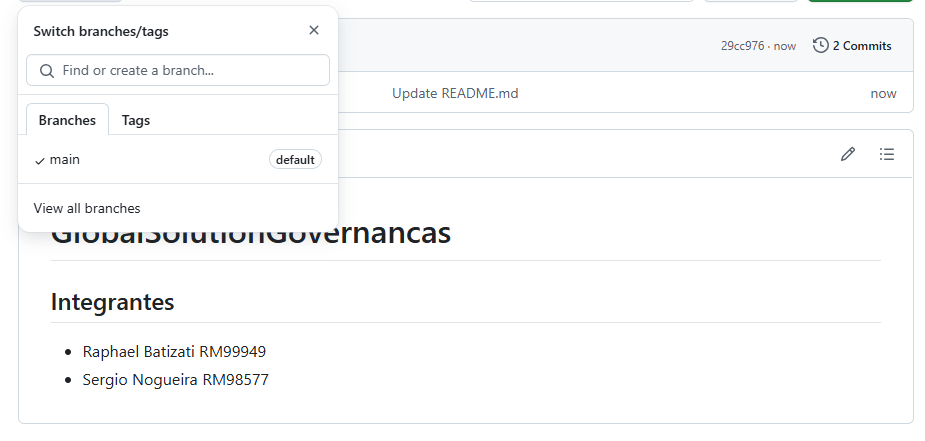 Switch branches/tags
Find or create a branch...
Branches Tags
main default
View all branches
29cc976 · now 2 Commits
Update README.md now
GlobalSolutionGovernancas
Integrantes
Raphael Batizati RM99949
Sergio Nogueira RM98577